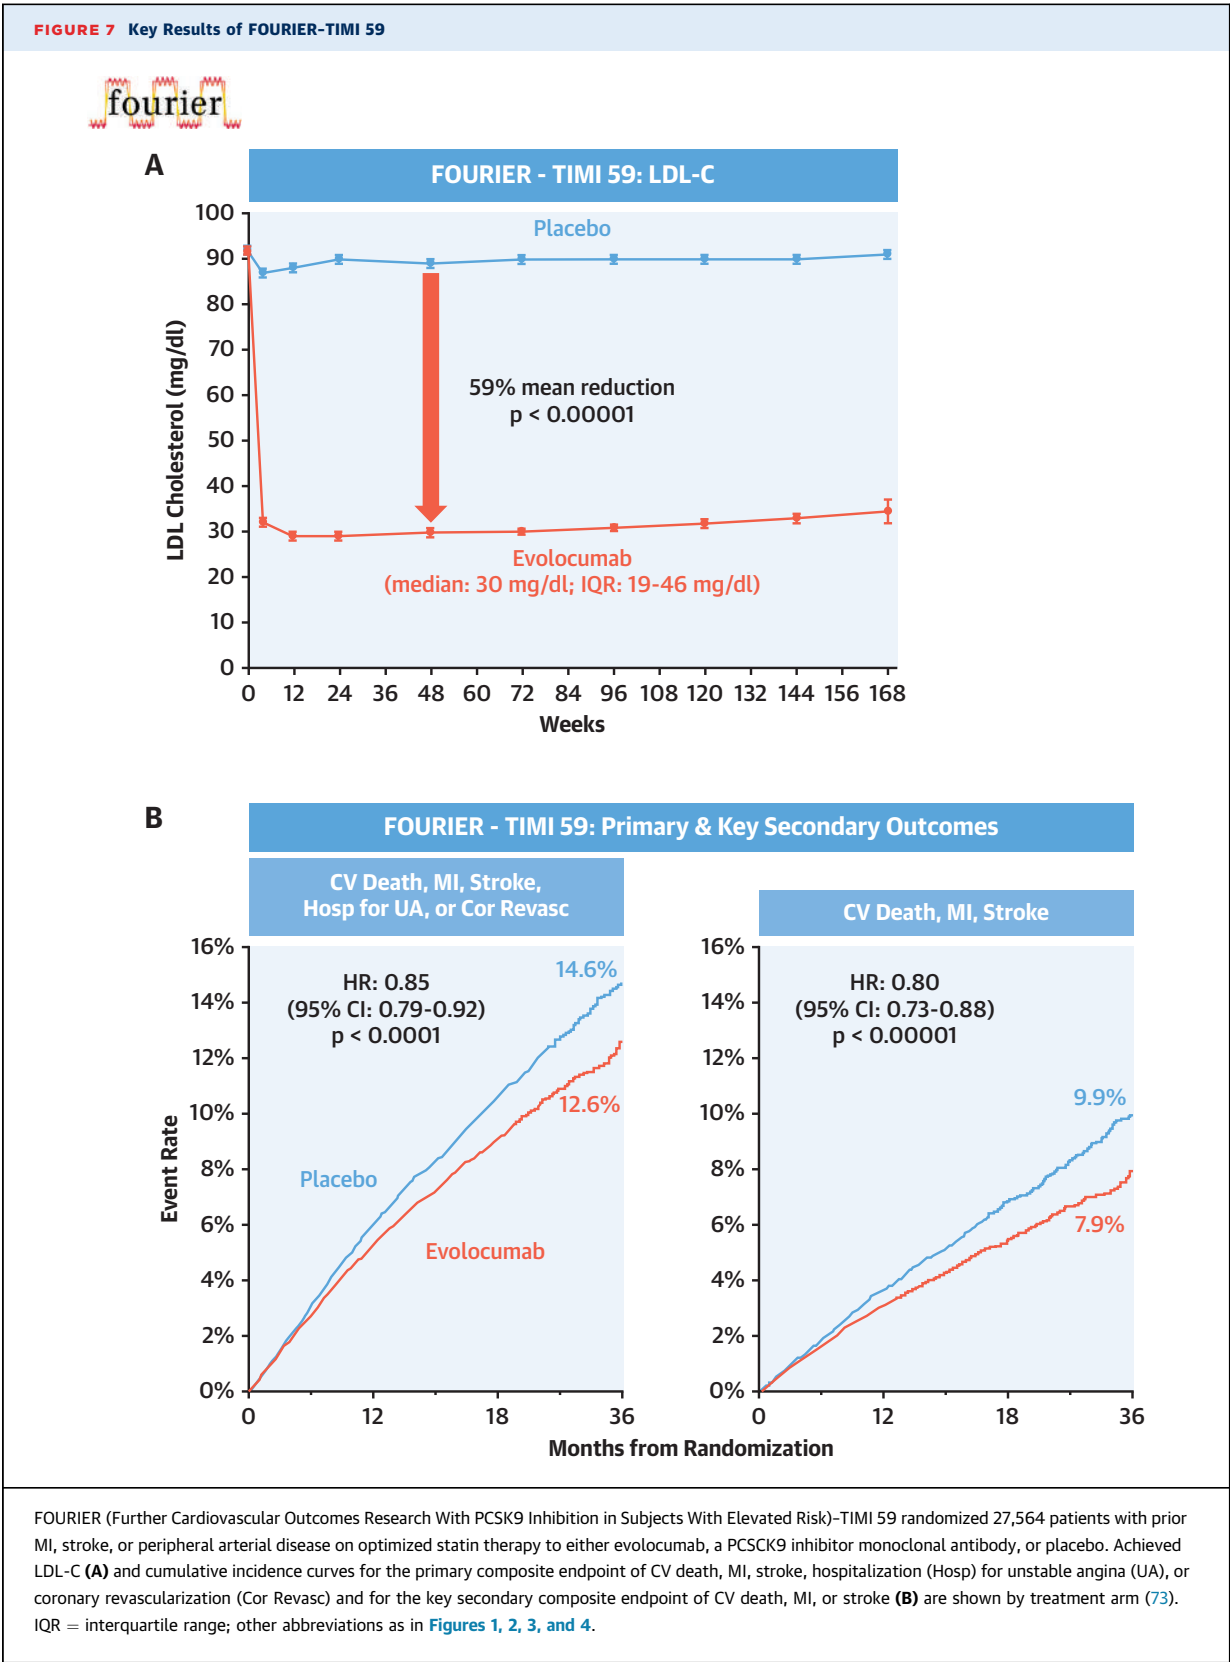 FIGURE 7 Key Results of FOURIER-TIMI 59
fourier
A
FOURIER - TIMI 59: LDL-C
LDL Cholesterol (mg/dl)
100
90
80
70
60
50
40
30
20
10
0
Placebo
59% mean reduction
p < 0.00001
Evolocumab
(median: 30 mg/dl; IQR: 19-46 mg/dl)
0 12 24 36 48 60 72 84 96 108 120 132 144 156 168
Weeks
B
FOURIER - TIMI 59: Primary & Key Secondary Outcomes
CV Death, MI, Stroke,
Hosp for UA, or Cor Revasc
Event Rate
16%
14%
12%
10%
8%
6%
4%
2%
0%
HR: 0.85
(95% CI: 0.79-0.92)
p < 0.0001
14.6%
12.6%
Placebo
Evolocumab
0 12 18 36
CV Death, MI, Stroke
16%
14%
12%
10%
8%
6%
4%
2%
0%
HR: 0.80
(95% CI: 0.73-0.88)
p < 0.00001
9.9%
7.9%
0 12 18 36
Months from Randomization
FOURIER (Further Cardiovascular Outcomes Research With PCSK9 Inhibition in Subjects With Elevated Risk)-TIMI 59 randomized 27,564 patients with prior
MI, stroke, or peripheral arterial disease on optimized statin therapy to either evolocumab, a PCSCK9 inhibitor monoclonal antibody, or placebo. Achieved
LDL-C (A) and cumulative incidence curves for the primary composite endpoint of CV death, MI, stroke, hospitalization (Hosp) for unstable angina (UA), or
coronary revascularization (Cor Revasc) and for the key secondary composite endpoint of CV death, MI, or stroke (B) are shown by treatment arm (73).
IQR = interquartile range; other abbreviations as in Figures 1, 2, 3, and 4.